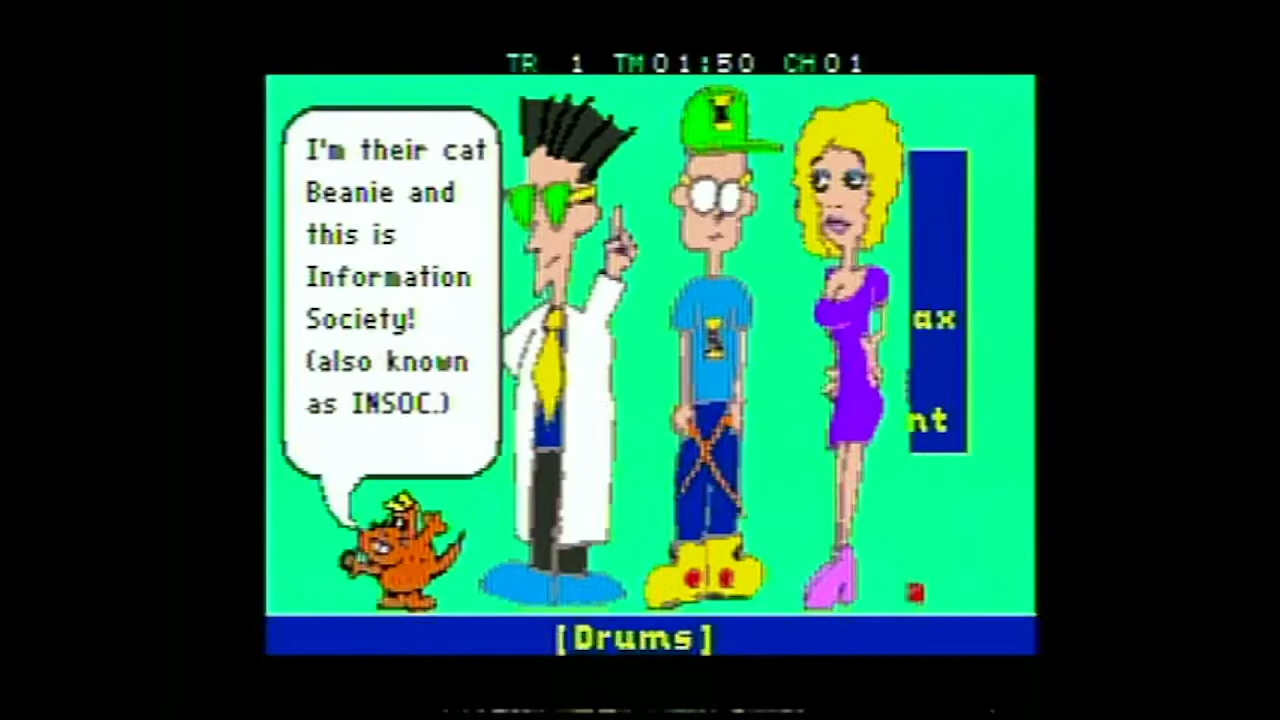 TR 1 TM01:50 CH01
I'm their cat
Beanie and
this is
Information
Society!
(also known
as INSOC.)
ax
nt
[Drums]